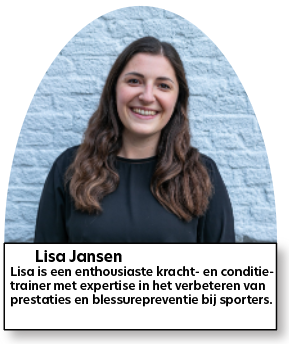 Lisa Jansen
Lisa is een enthousiaste kracht- en conditie-
trainer met expertise in het verbeteren van
prestaties en blessurepreventie bij sporters.